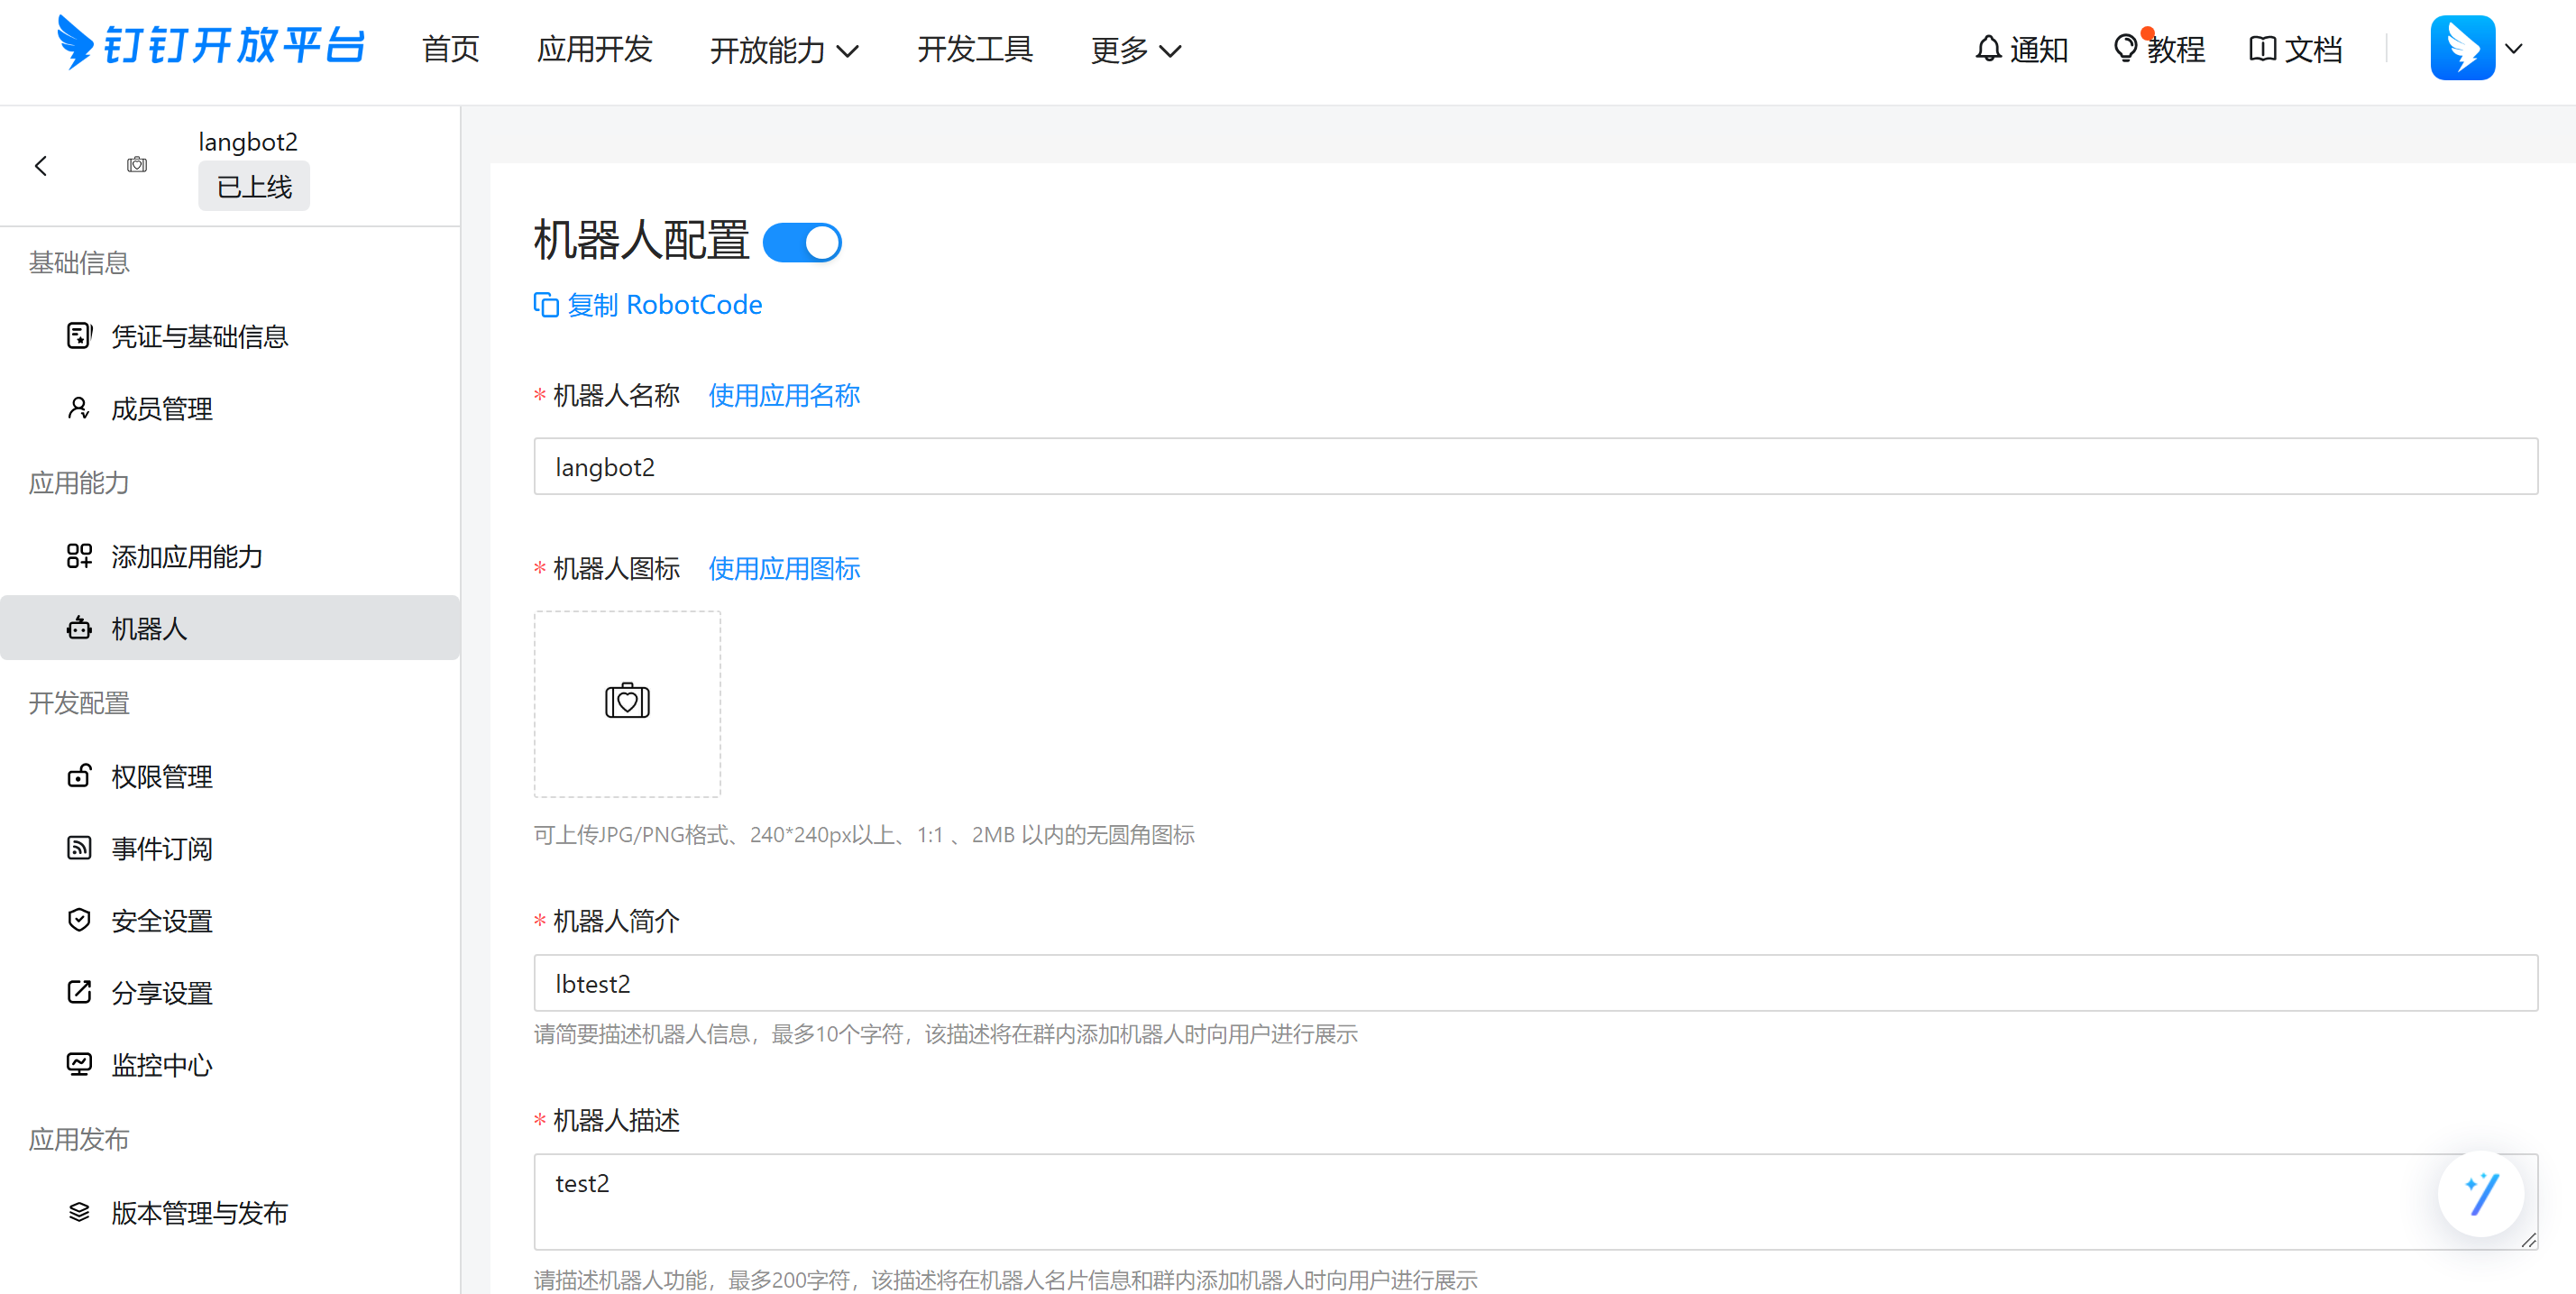 钉钉开放平台 首页 应用开发 开放能力 开发工具 更多 通知 教程 文档
langbot2
已上线
基础信息
凭证与基础信息
成员管理
应用能力
添加应用能力
机器人
开发配置
权限管理
事件订阅
安全设置
分享设置
监控中心
应用发布
版本管理与发布
机器人配置
复制 RobotCode
* 机器人名称 使用应用名称
langbot2
* 机器人图标 使用应用图标
可上传JPG/PNG格式、240*240px以上、1:1 、2MB 以内的无圆角图标
* 机器人简介
lbtest2
请简要描述机器人信息，最多10个字符，该描述将在群内添加机器人时向用户进行展示
* 机器人描述
test2
请描述机器人功能，最多200字符，该描述将在机器人名片信息和群内添加机器人时向用户进行展示